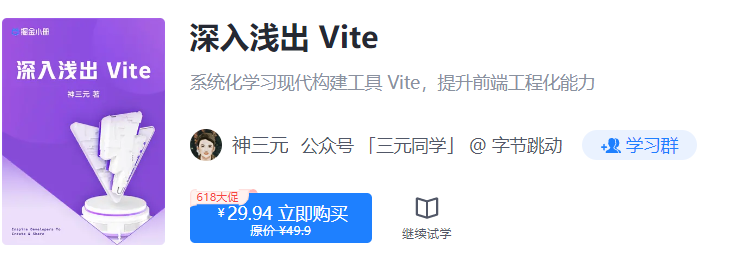 掘金小册
深入浅出 Vite
神三元 著
Inspire Developers To
Create & Share
深入浅出 Vite
系统化学习现代构建工具 Vite，提升前端工程化能力
神三元 公众号 「三元同学」 @ 字节跳动
学习群
618大促
¥29.94 立即购买
原价 ¥49.9
继续试学